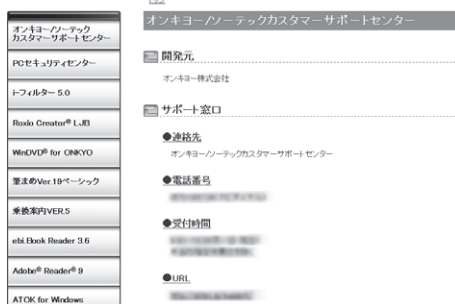 オンキヨー/ソーテック
カスタマーサポートセンター
PCセキュリティセンター
i-フィルター 5.0
Roxio Creator® LJB
WinDVD® for ONKYO
筆まめVer.19ベーシック
乗換案内VER.5
ebi.Book Reader 3.6
Adobe® Reader® 9
ATOK for Windows
オンキヨー/ソーテックカスタマーサポートセンター
開発元
オンキヨー株式会社
サポート窓口
●連絡先
オンキヨー/ソーテックカスタマーサポートセンター
●電話番号
●受付時間
●URL